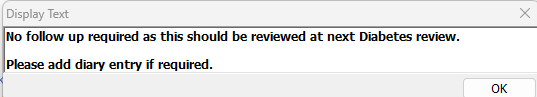 Display Text
No follow up required as this should be reviewed at next Diabetes review.
Please add diary entry if required.
OK